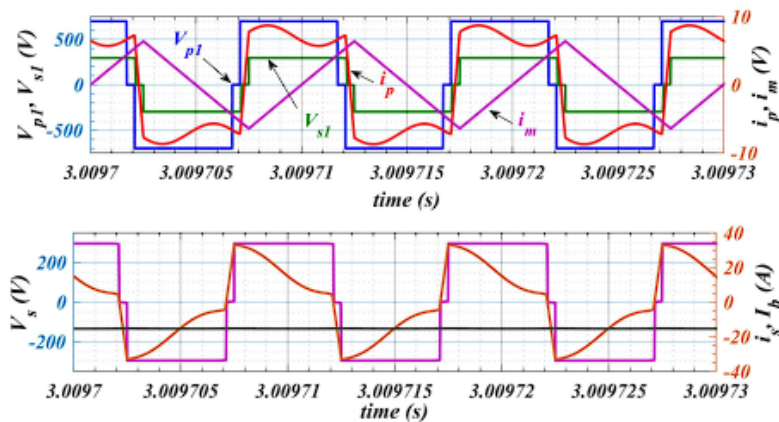 V_p1, V_s1 (V)
500
0
-500
V_p1
V_s1
i_p
i_m
10
0
-10
i_p, i_m (V)
3.0097 3.009705 3.00971 3.009715 3.00972 3.009725 3.00973
time (s)
V_s (V)
200
0
-200
40
20
0
-20
-40
i_s, I_b (A)
3.0097 3.009705 3.00971 3.009715 3.00972 3.009725 3.00973
time (s)